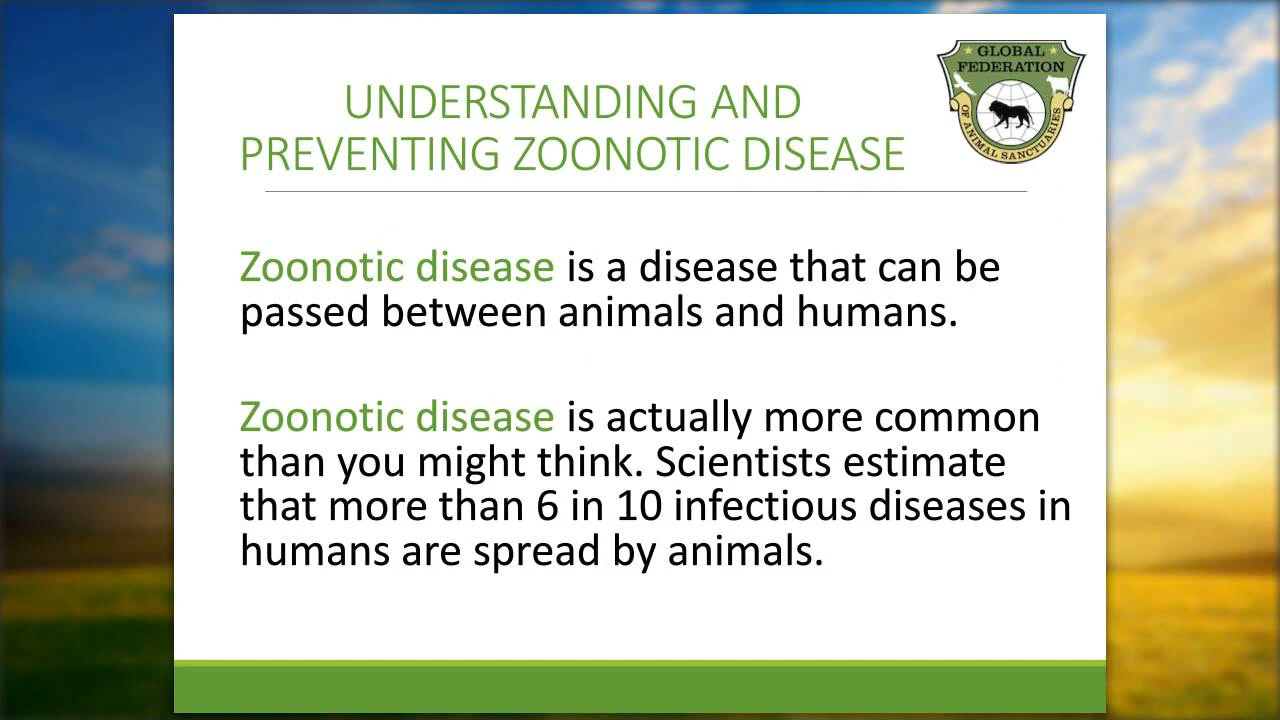 UNDERSTANDING AND
PREVENTING ZOONOTIC DISEASE
GLOBAL
FEDERATION
OF ANIMAL SANCTUARIES
Zoonotic disease is a disease that can be
passed between animals and humans.
Zoonotic disease is actually more common
than you might think. Scientists estimate
that more than 6 in 10 infectious diseases in
humans are spread by animals.